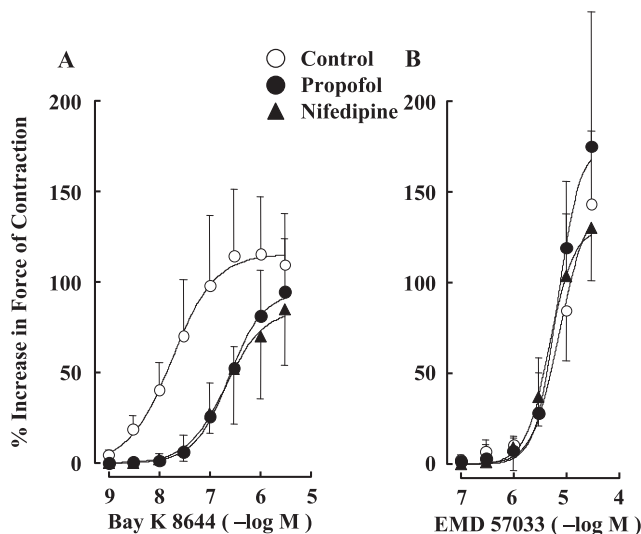 A
B
Control
Propofol
Nifedipine
% Increase in Force of Contraction
200
150
100
50
0
9 8 7 6 5
Bay K 8644 ( –log M )
200
150
100
50
0
7 6 5 4
EMD 57033 (–log M )